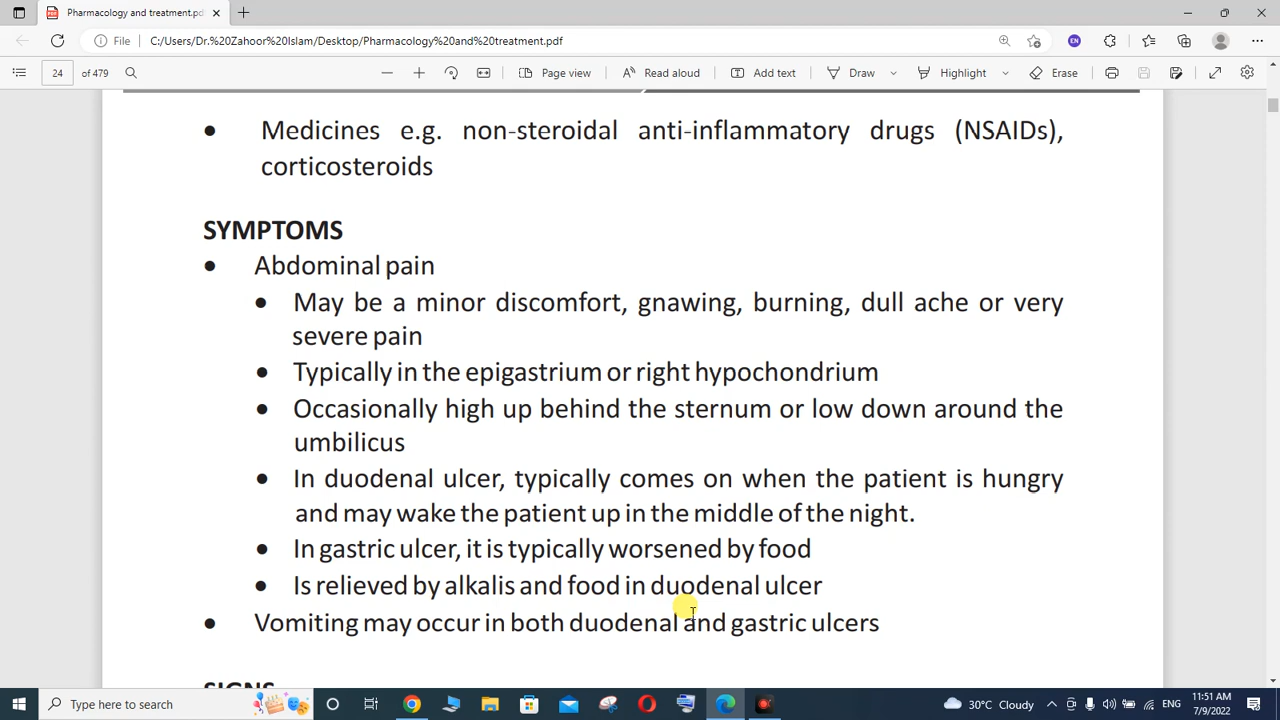 Pharmacology and treatment.pd
File C:/Users/Dr.%20Zahoor%20Islam/Desktop/Pharmacology%20and%20treatment.pdf EN
24 of 479 Page view Read aloud Add text Draw Highlight Erase
• Medicines e.g. non-steroidal anti-inflammatory drugs (NSAIDs),
corticosteroids
SYMPTOMS
• Abdominal pain
• May be a minor discomfort, gnawing, burning, dull ache or very
severe pain
• Typically in the epigastrium or right hypochondrium
• Occasionally high up behind the sternum or low down around the
umbilicus
• In duodenal ulcer, typically comes on when the patient is hungry
and may wake the patient up in the middle of the night.
• In gastric ulcer, it is typically worsened by food
• Is relieved by alkalis and food in duodenal ulcer
• Vomiting may occur in both duodenal and gastric ulcers
SIGNS
Type here to search 30°C Cloudy ENG 11:51 AM
7/9/2022